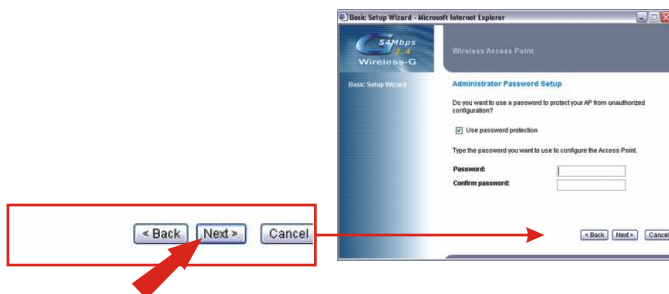 Basic Setup Wizard - Microsoft Internet Explorer
54Mbps
2.4
Wireless-G
Wireless Access Point
Basic Setup Wizard
Administrator Password Setup
Do you want to use a password to protect your AP from unauthorized
configuration?
Use password protection
Type the password you want to use to configure the Access Point.
Password:
Confirm password:
< Back Next > Cancel
< Back Next > Cancel